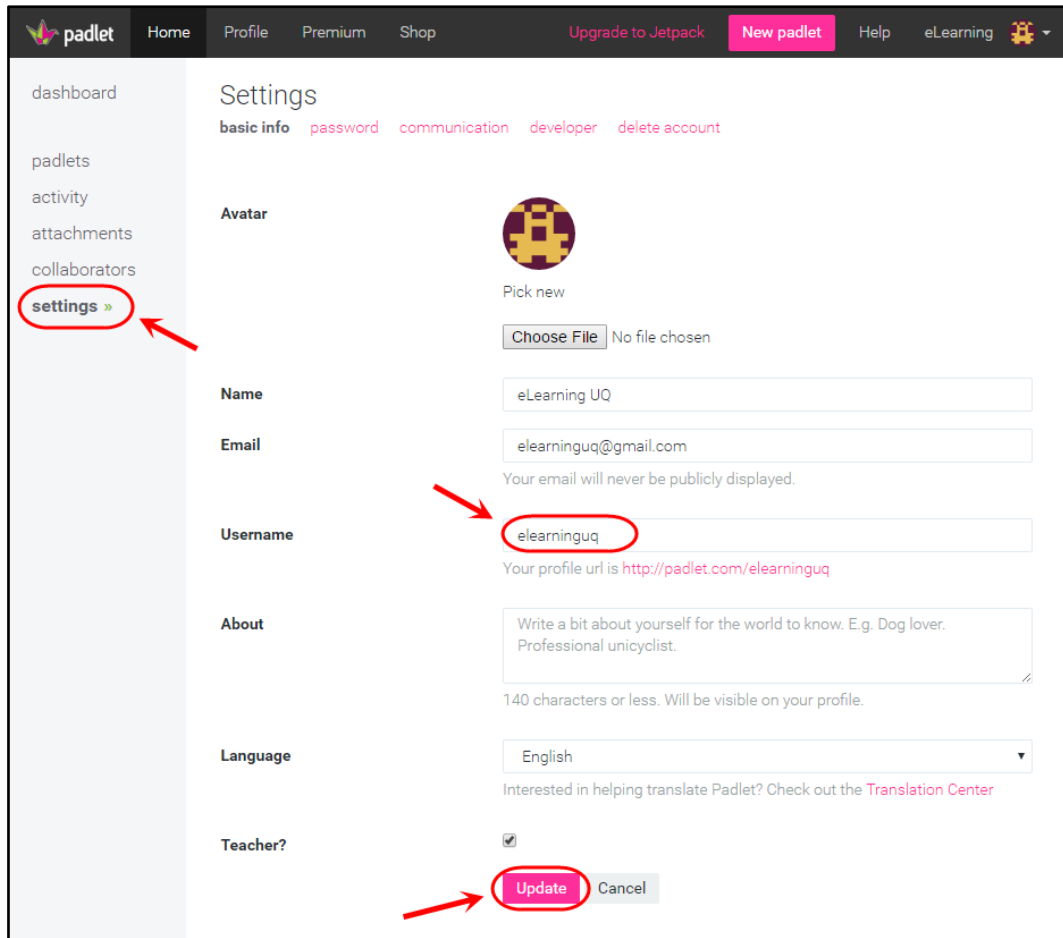 padlet Home Profile Premium Shop Upgrade to Jetpack New padlet Help eLearning
dashboard
padlets
activity
attachments
collaborators
settings »
Settings
basic info password communication developer delete account
Avatar
Pick new
Choose File No file chosen
Name eLearning UQ
Email elearninguq@gmail.com
Your email will never be publicly displayed.
Username elearninguq
Your profile url is http://padlet.com/elearninguq
About Write a bit about yourself for the world to know. E.g. Dog lover.
Professional unicyclist.
140 characters or less. Will be visible on your profile.
Language English
Interested in helping translate Padlet? Check out the Translation Center
Teacher?
Update Cancel